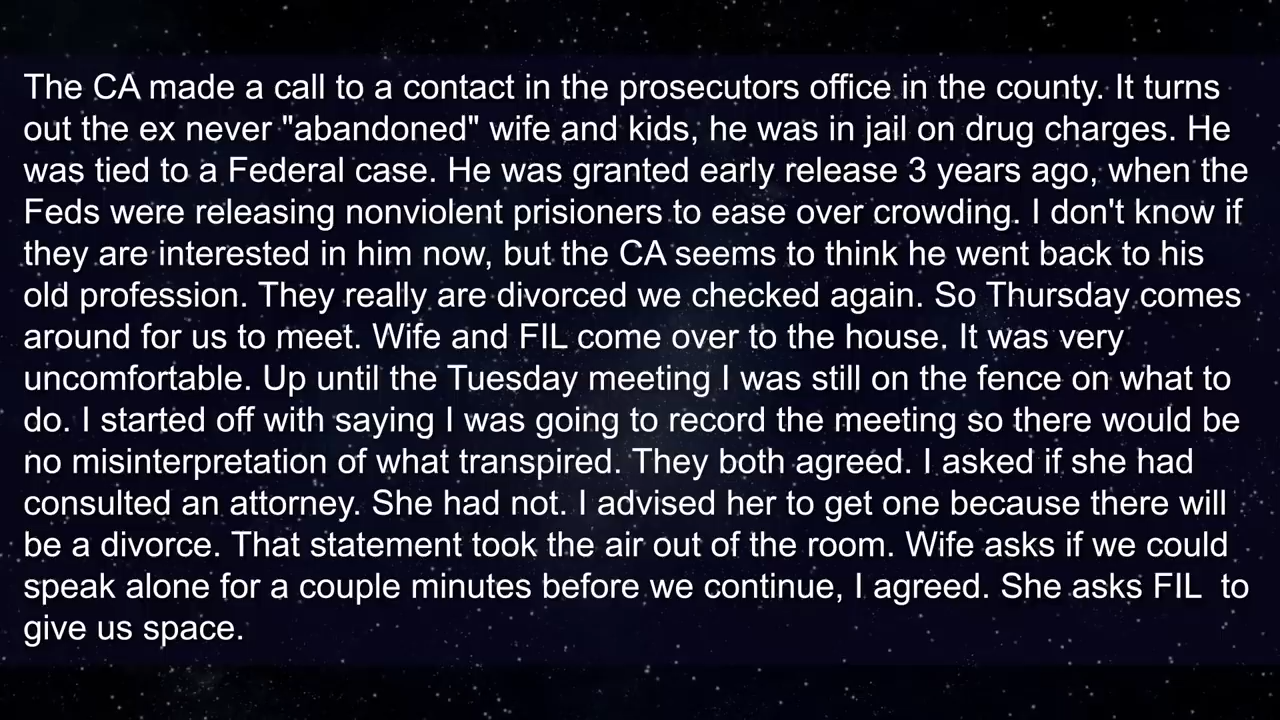 The CA made a call to a contact in the prosecutors office in the county. It turns
out the ex never "abandoned" wife and kids, he was in jail on drug charges. He
was tied to a Federal case. He was granted early release 3 years ago, when the
Feds were releasing nonviolent prisioners to ease over crowding. I don't know if
they are interested in him now, but the CA seems to think he went back to his
old profession. They really are divorced we checked again. So Thursday comes
around for us to meet. Wife and FIL come over to the house. It was very
uncomfortable. Up until the Tuesday meeting I was still on the fence on what to
do. I started off with saying I was going to record the meeting so there would be
no misinterpretation of what transpired. They both agreed. I asked if she had
consulted an attorney. She had not. I advised her to get one because there will
be a divorce. That statement took the air out of the room. Wife asks if we could
speak alone for a couple minutes before we continue, I agreed. She asks FIL  to
give us space.